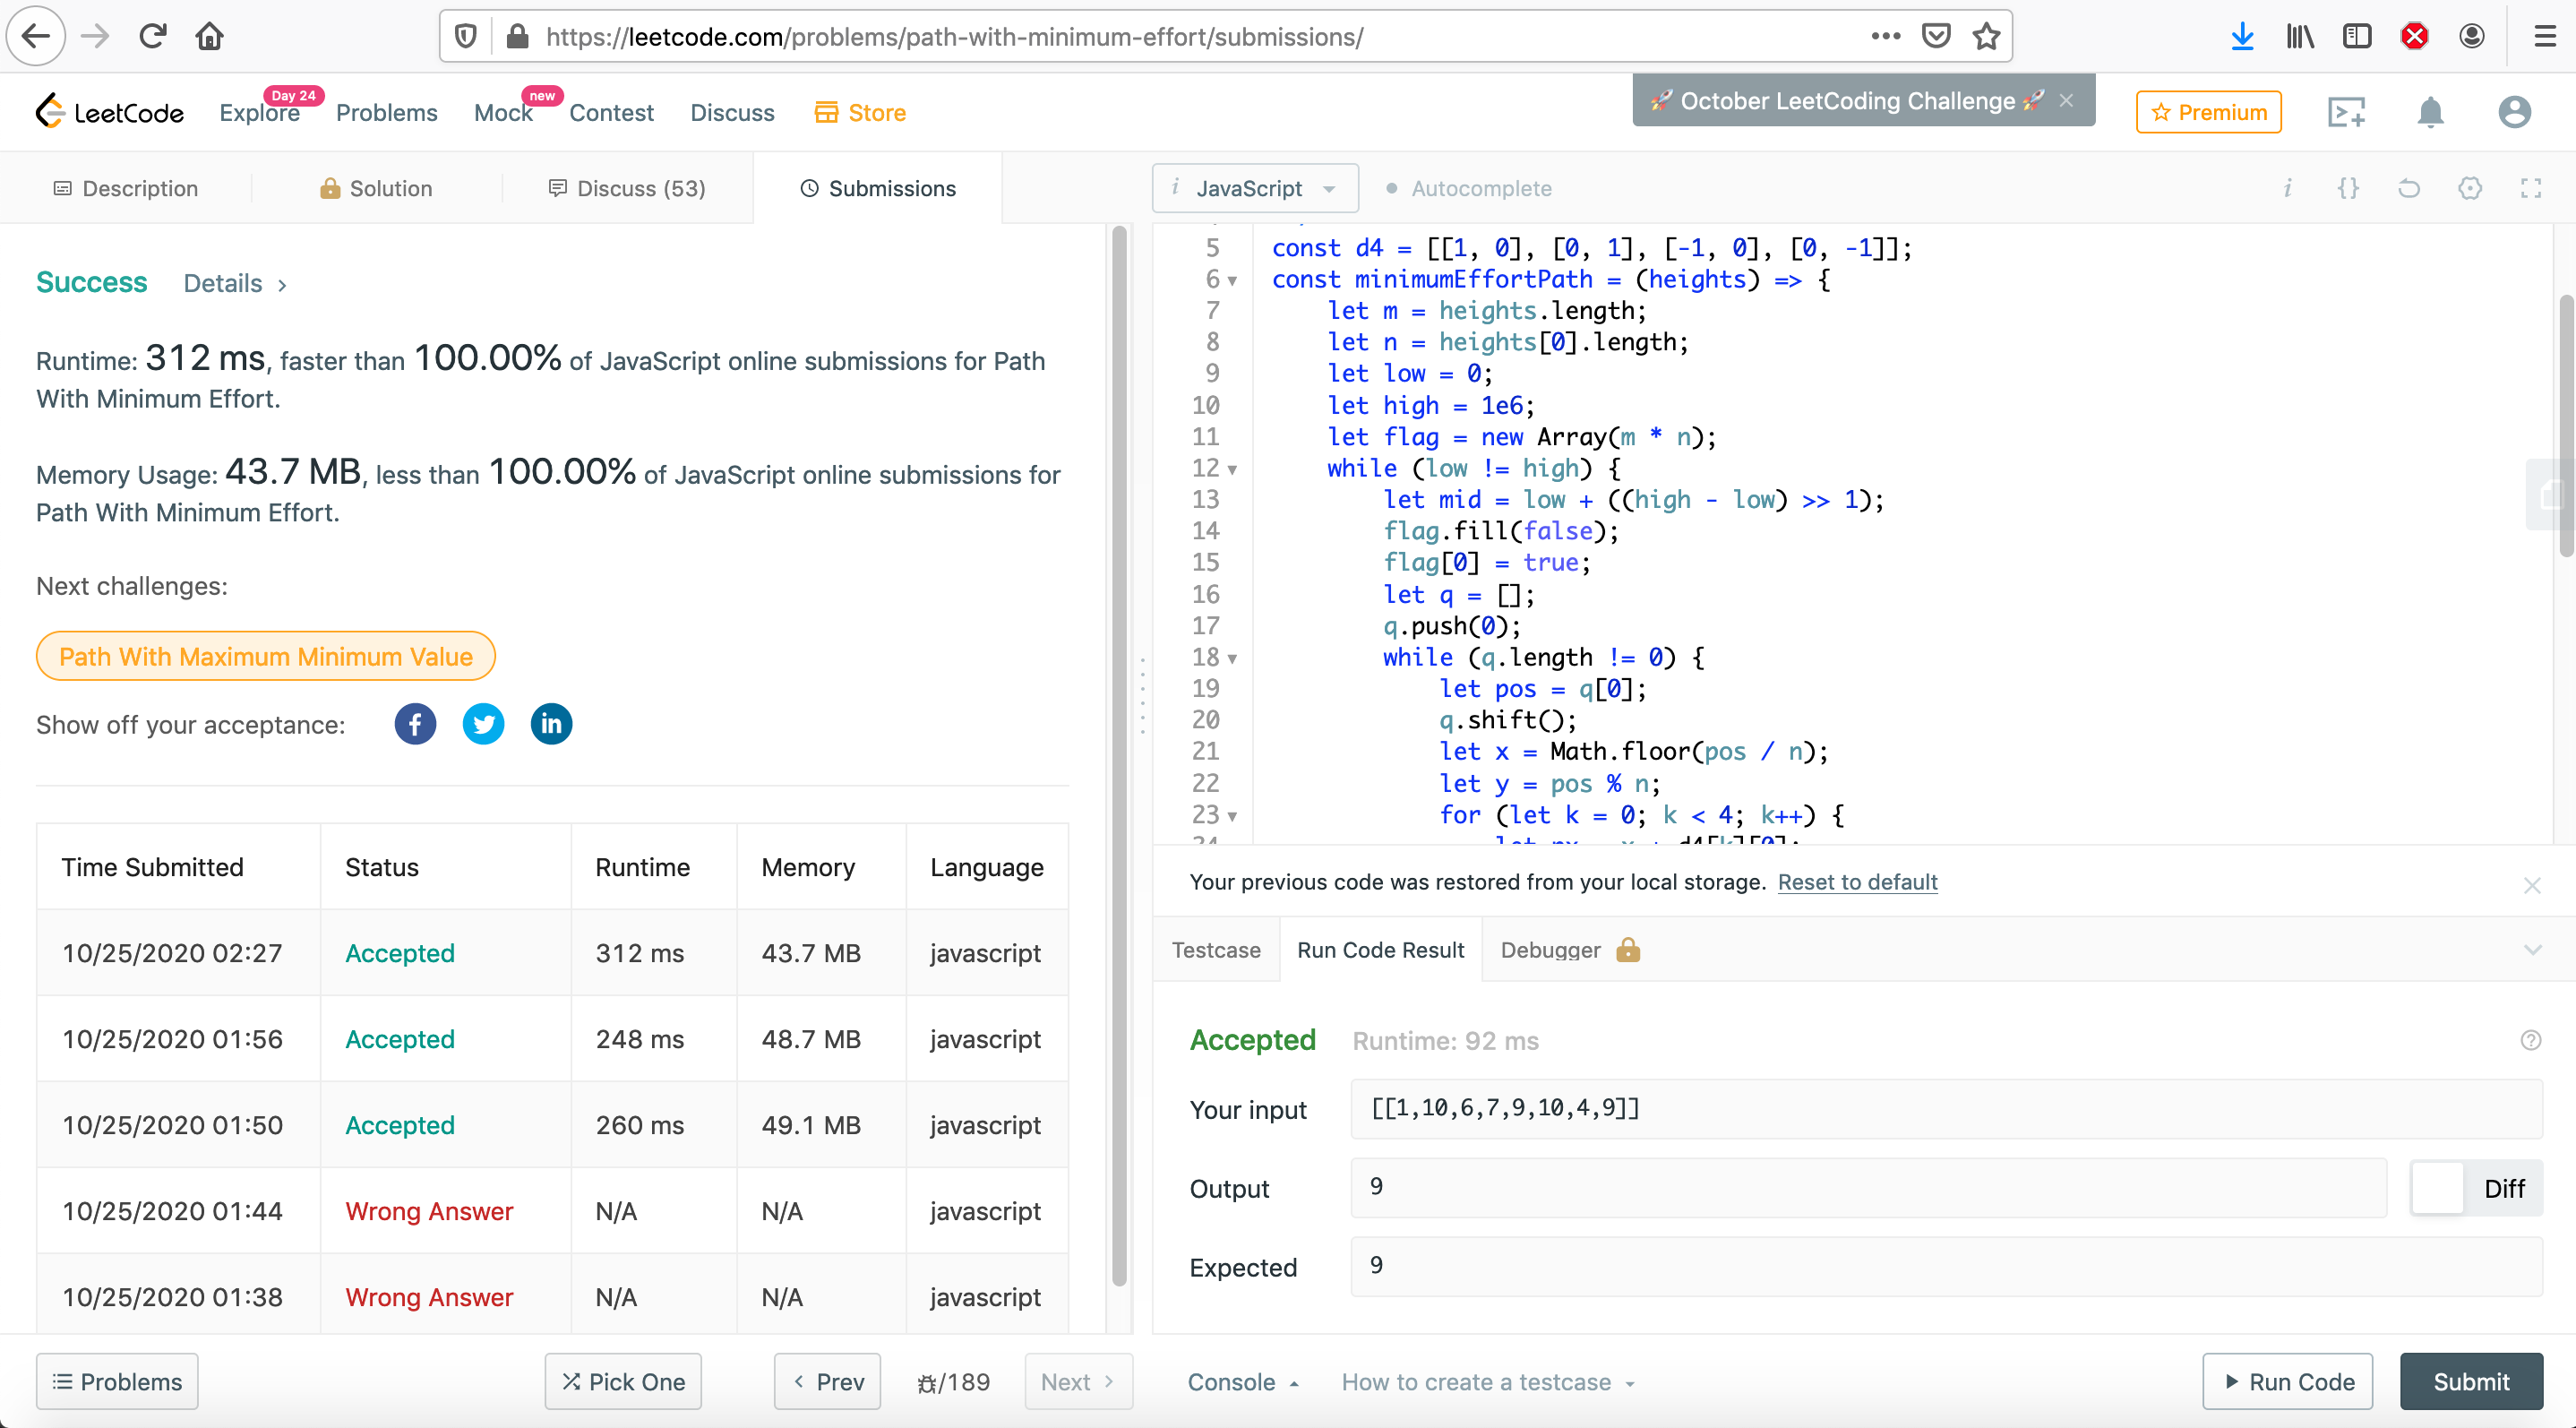 https://leetcode.com/problems/path-with-minimum-effort/submissions/
LeetCode
Explore
Day 24
Problems
Mock
new
Contest
Discuss
Store
🚀 October LeetCoding Challenge 🚀 ×
Premium
Description
Solution
Discuss (53)
Submissions
Success
Details >
Runtime: 312 ms, faster than 100.00% of JavaScript online submissions for Path
With Minimum Effort.
Memory Usage: 43.7 MB, less than 100.00% of JavaScript online submissions for
Path With Minimum Effort.
Next challenges:
Path With Maximum Minimum Value
Show off your acceptance:
Time Submitted Status Runtime Memory Language
10/25/2020 02:27 Accepted 312 ms 43.7 MB javascript
10/25/2020 01:56 Accepted 248 ms 48.7 MB javascript
10/25/2020 01:50 Accepted 260 ms 49.1 MB javascript
10/25/2020 01:44 Wrong Answer N/A N/A javascript
10/25/2020 01:38 Wrong Answer N/A N/A javascript
Problems
Pick One
< Prev
/189
Next >
i JavaScript
Autocomplete
i {}
5 const d4 = [[1, 0], [0, 1], [-1, 0], [0, -1]];
6 const minimumEffortPath = (heights) => {
7 let m = heights.length;
8 let n = heights[0].length;
9 let low = 0;
10 let high = 1e6;
11 let flag = new Array(m * n);
12 while (low != high) {
13 let mid = low + ((high - low) >> 1);
14 flag.fill(false);
15 flag[0] = true;
16 let q = [];
17 q.push(0);
18 while (q.length != 0) {
19 let pos = q[0];
20 q.shift();
21 let x = Math.floor(pos / n);
22 let y = pos % n;
23 for (let k = 0; k < 4; k++) {
Your previous code was restored from your local storage. Reset to default
Testcase
Run Code Result
Debugger
Accepted
Runtime: 92 ms
Your input
[[1,10,6,7,9,10,4,9]]
Output
9
Diff
Expected
9
Console
How to create a testcase
Run Code
Submit